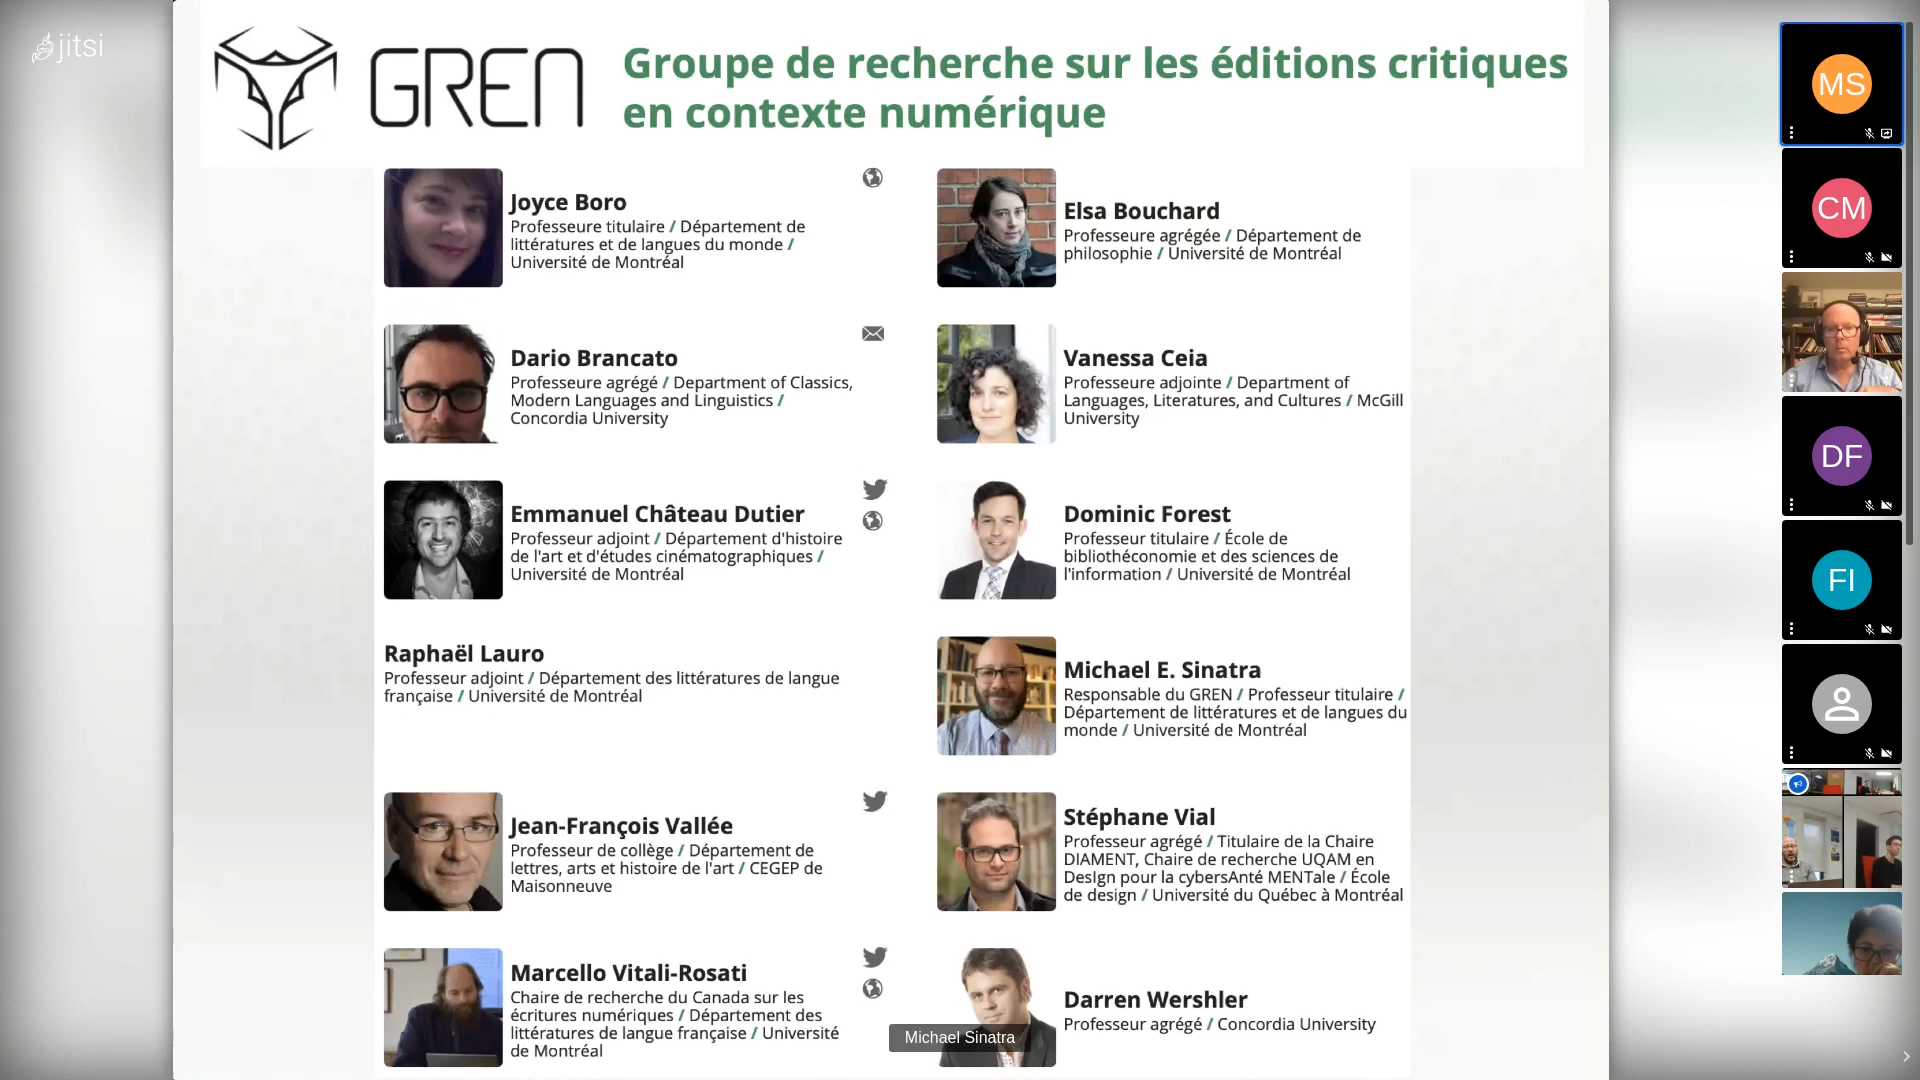 jitsi
GREN
Groupe de recherche sur les éditions critiques
en contexte numérique
Joyce Boro
Professeure titulaire / Département de
littératures et de langues du monde /
Université de Montréal
Elsa Bouchard
Professeure agrégée / Département de
philosophie / Université de Montréal
Dario Brancato
Professeure agrégé / Department of Classics,
Modern Languages and Linguistics /
Concordia University
Vanessa Ceia
Professeure adjointe / Department of
Languages, Literatures, and Cultures / McGill
University
Emmanuel Château Dutier
Professeur adjoint / Département d'histoire
de l'art et d'études cinématographiques /
Université de Montréal
Dominic Forest
Professeur titulaire / École de
bibliothéconomie et des sciences de
l'information / Université de Montréal
Raphaël Lauro
Professeur adjoint / Département des littératures de langue
française / Université de Montréal
Michael E. Sinatra
Responsable du GREN / Professeur titulaire /
Département de littératures et de langues du
monde / Université de Montréal
Jean-François Vallée
Professeur de collège / Département de
lettres, arts et histoire de l'art / CEGEP de
Maisonneuve
Stéphane Vial
Professeur agrégé / Titulaire de la Chaire
DIAMENT, Chaire de recherche UQAM en
DesIgn pour la cybersAnté MENTale / École
de design / Université du Québec à Montréal
Marcello Vitali-Rosati
Chaire de recherche du Canada sur les
écritures numériques / Département des
littératures de langue française / Université
de Montréal
Darren Wershler
Professeur agrégé / Concordia University
Michael Sinatra
MS
CM
DF
FI